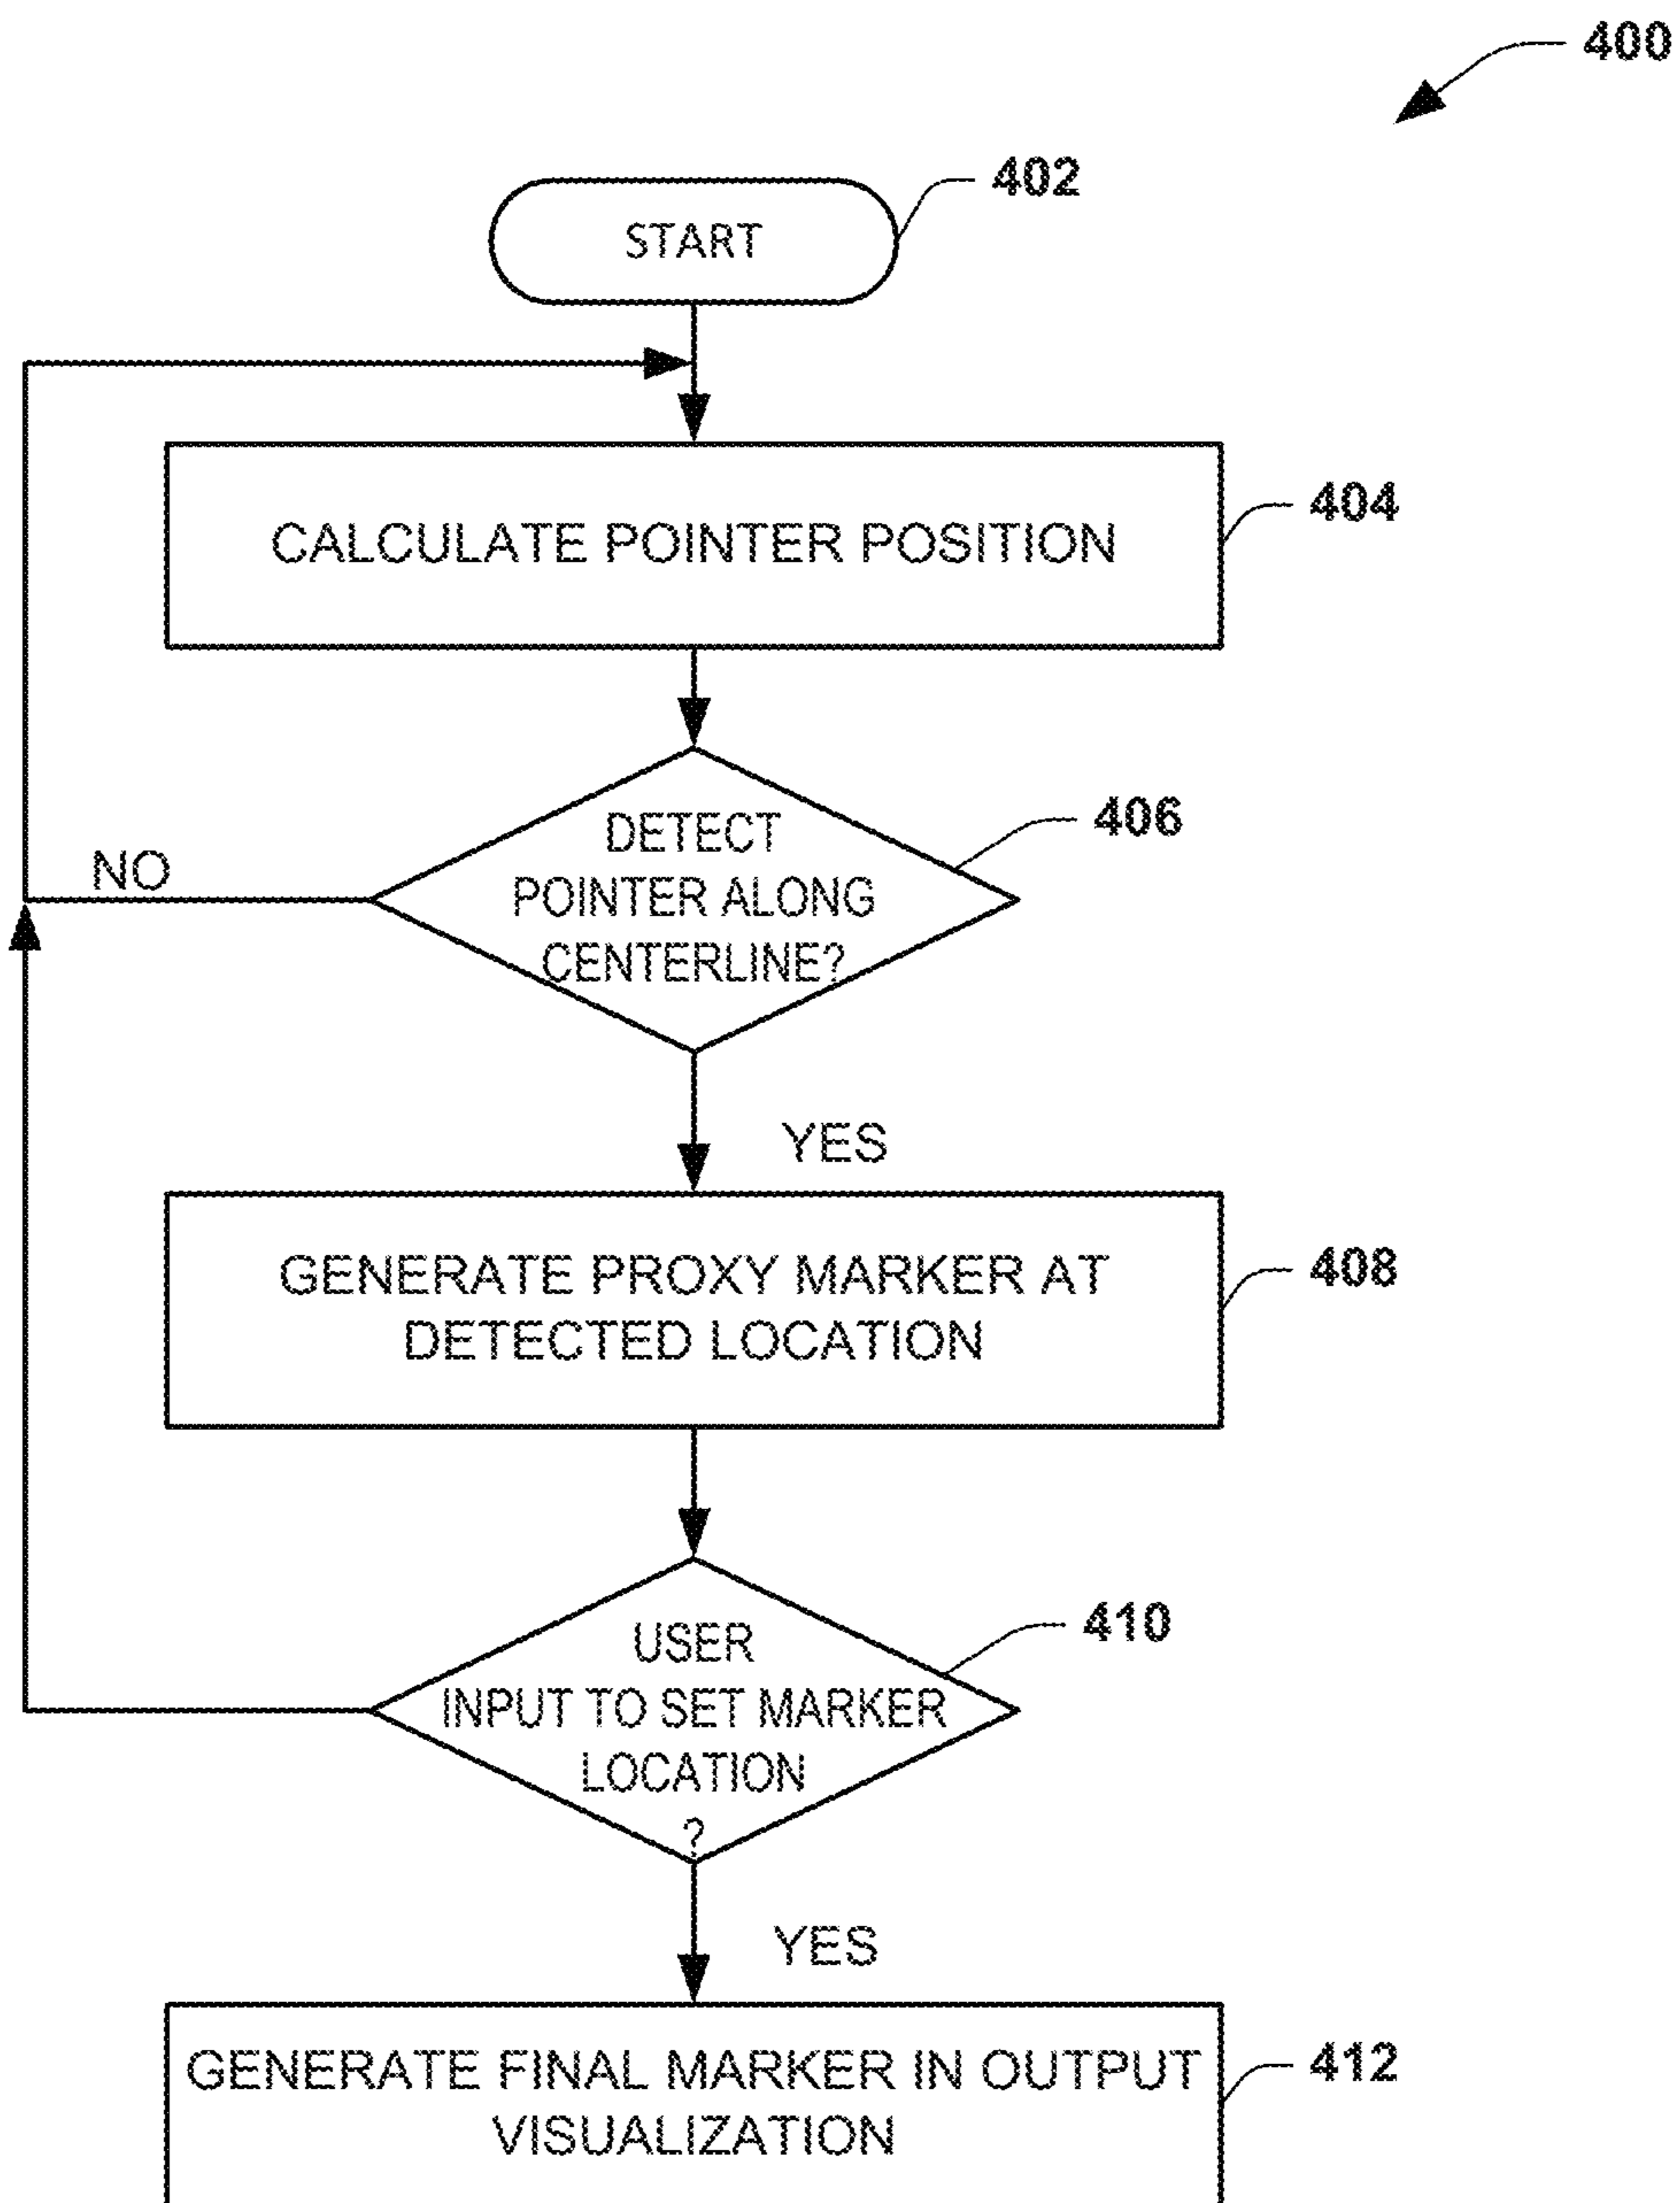 400
402
START
CALCULATE POINTER POSITION
404
DETECT
POINTER ALONG
CENTERLINE?
406
NO
YES
GENERATE PROXY MARKER AT
DETECTED LOCATION
408
USER
INPUT TO SET MARKER
LOCATION
?
410
YES
GENERATE FINAL MARKER IN OUTPUT
VISUALIZATION
412